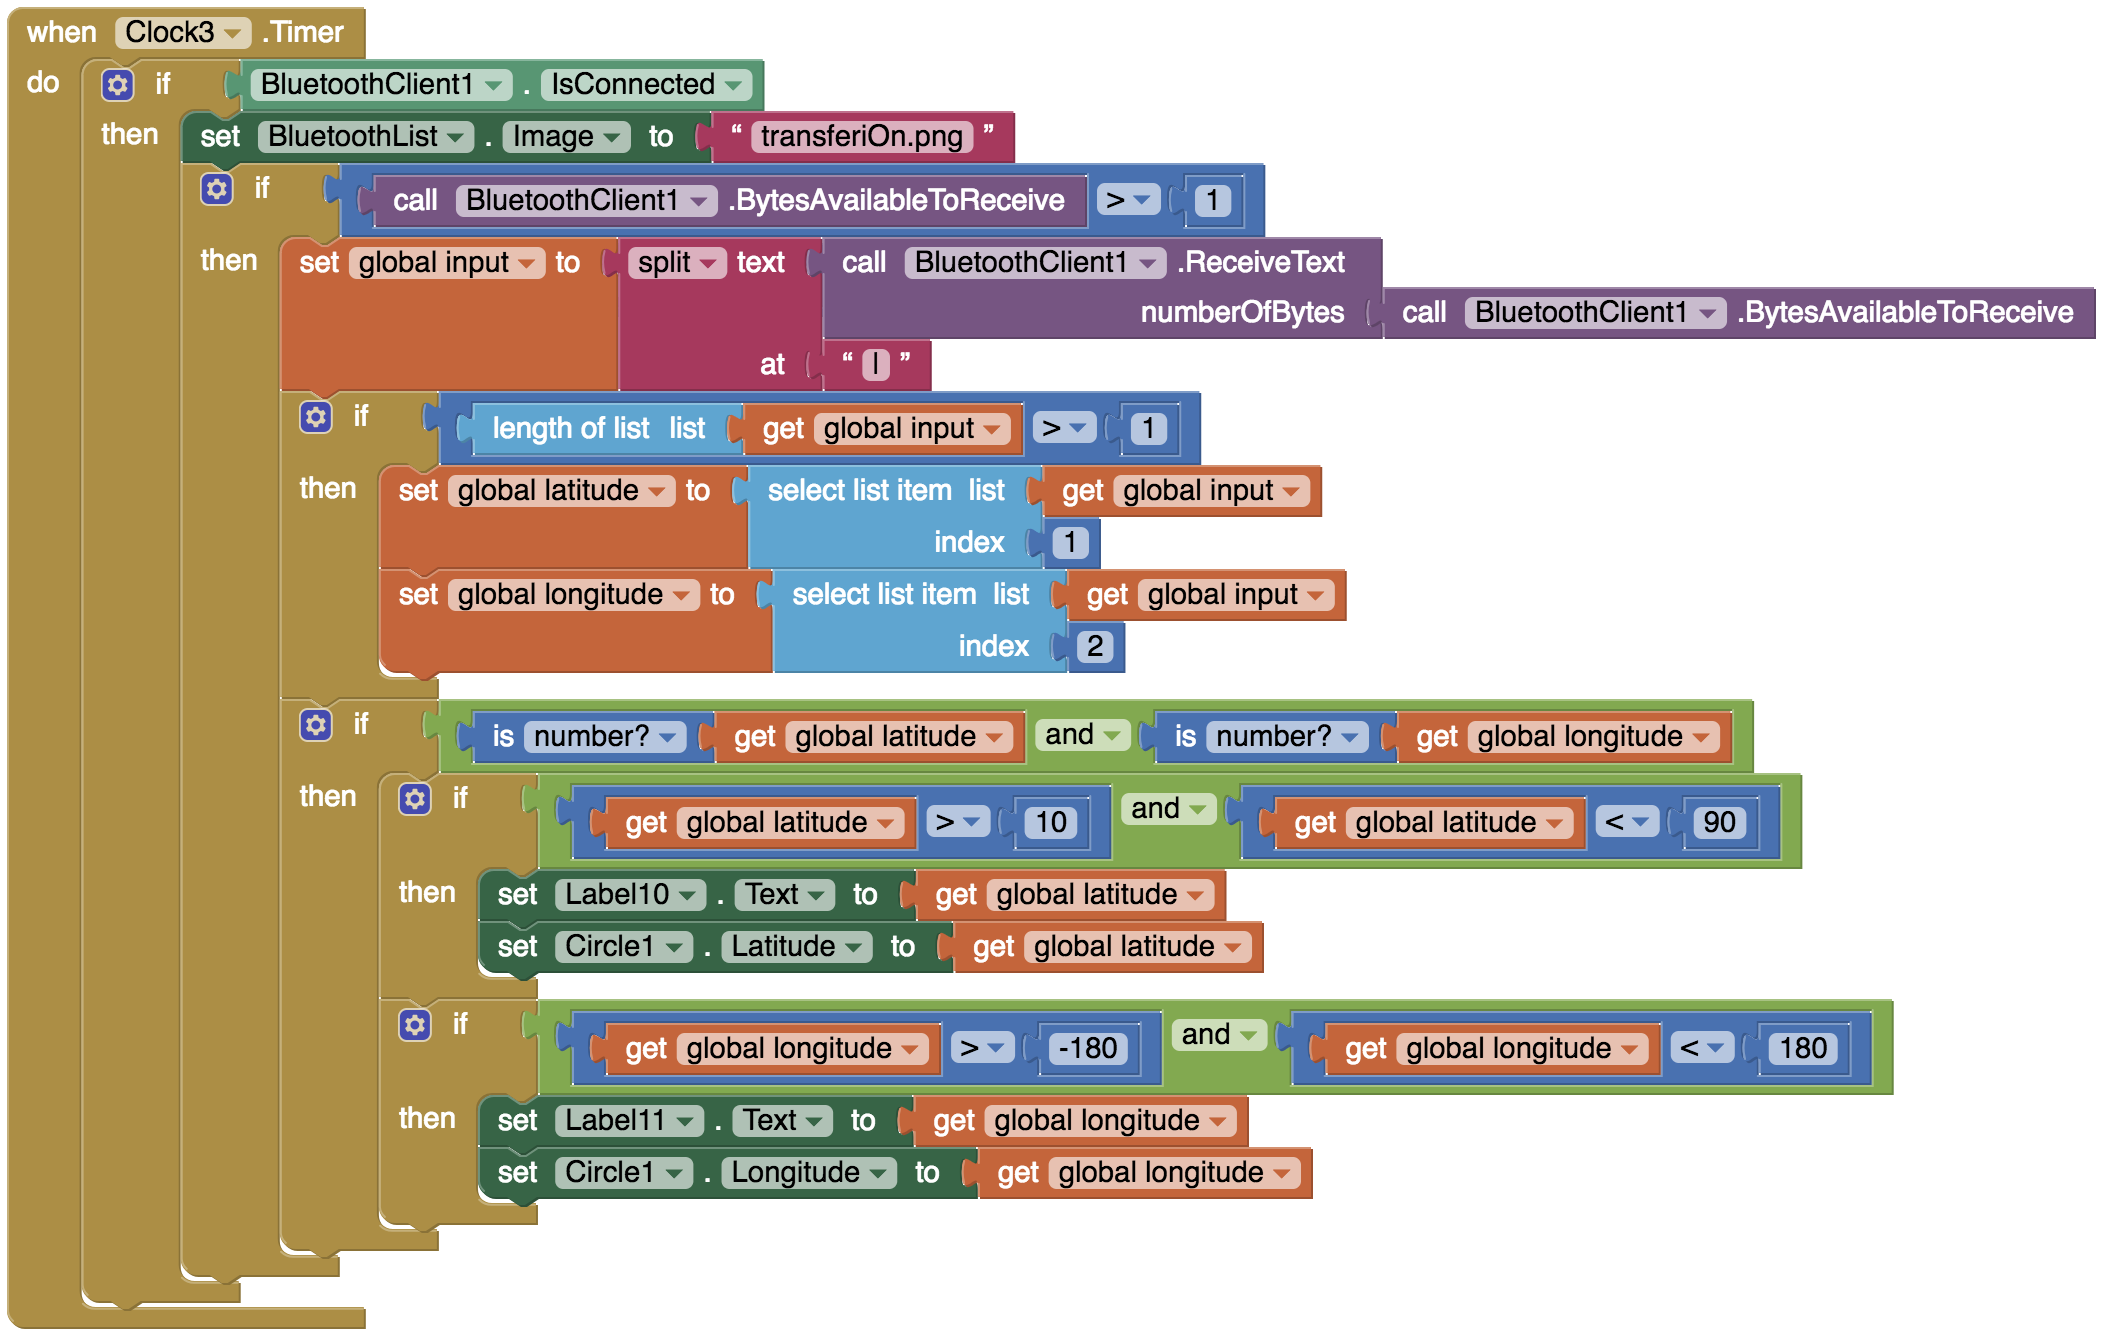 when Clock3 .Timer
do if BluetoothClient1 . IsConnected
then set BluetoothList . Image to “ transferiOn.png ”
if call BluetoothClient1 .BytesAvailableToReceive > 1
then set global input to split text call BluetoothClient1 .ReceiveText
numberOfBytes call BluetoothClient1 .BytesAvailableToReceive
at “ | ”
if length of list list get global input > 1
then set global latitude to select list item list get global input
index 1
set global longitude to select list item list get global input
index 2
if is number? get global latitude and is number? get global longitude
then if get global latitude > 10 and get global latitude < 90
then set Label10 . Text to get global latitude
set Circle1 . Latitude to get global latitude
if get global longitude > -180 and get global longitude < 180
then set Label11 . Text to get global longitude
set Circle1 . Longitude to get global longitude